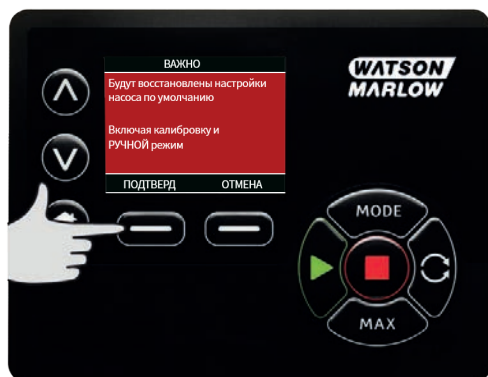 ВАЖНО
Будут восстановлены настройки
насоса по умолчанию
Включая калибровку и
РУЧНОЙ режим
ПОДТВЕРД ОТМЕНА
WATSON
MARLOW
MODE
MAX